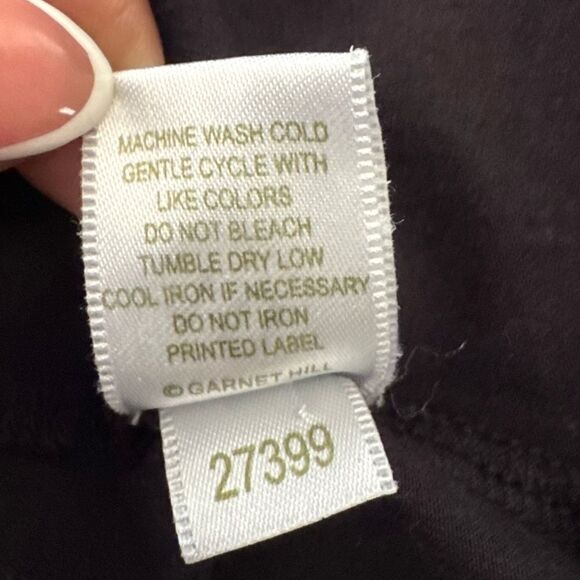 MACHINE WASH COLD
GENTLE CYCLE WITH
LIKE COLORS
DO NOT BLEACH
TUMBLE DRY LOW
COOL IRON IF NECESSARY
DO NOT IRON
PRINTED LABEL
© GARNET HILL
27399